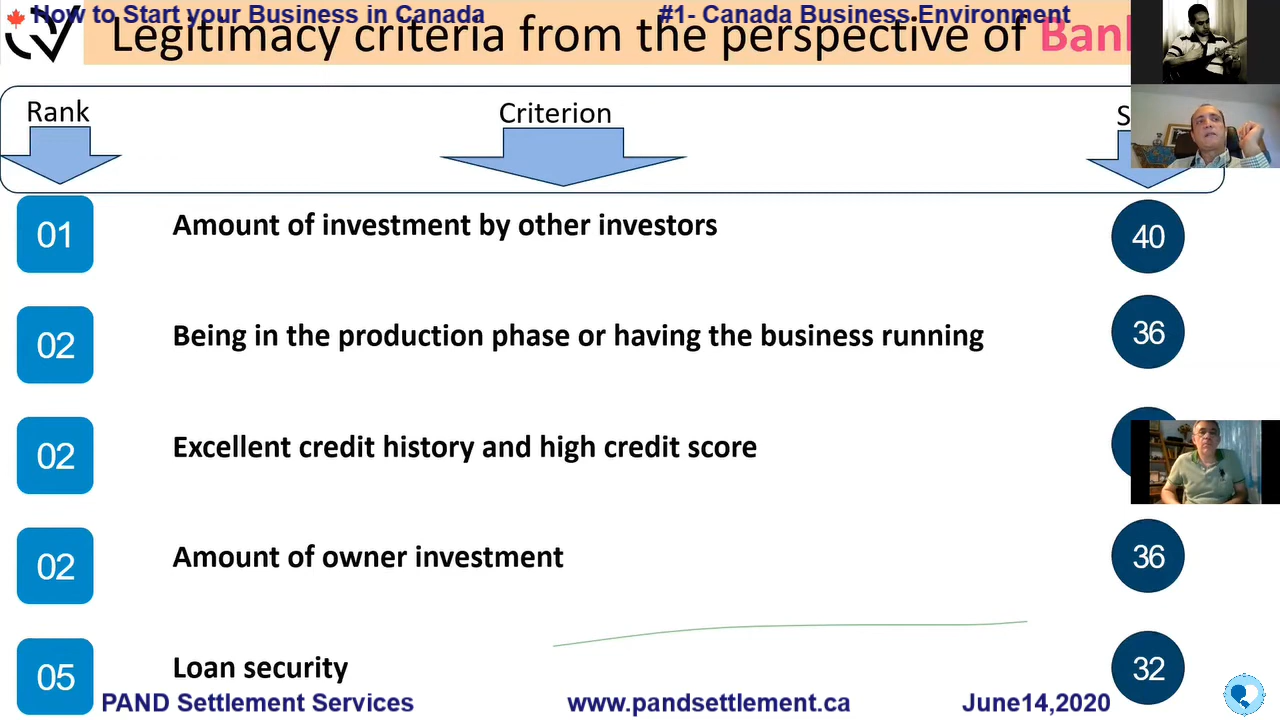 How to Start your Business in Canada #1- Canada Business Environment
Legitimacy criteria from the perspective of
Rank Criterion
01 Amount of investment by other investors 40
02 Being in the production phase or having the business running 36
02 Excellent credit history and high credit score
02 Amount of owner investment 36
05 Loan security 32
PAND Settlement Services www.pandsettlement.ca June14,2020